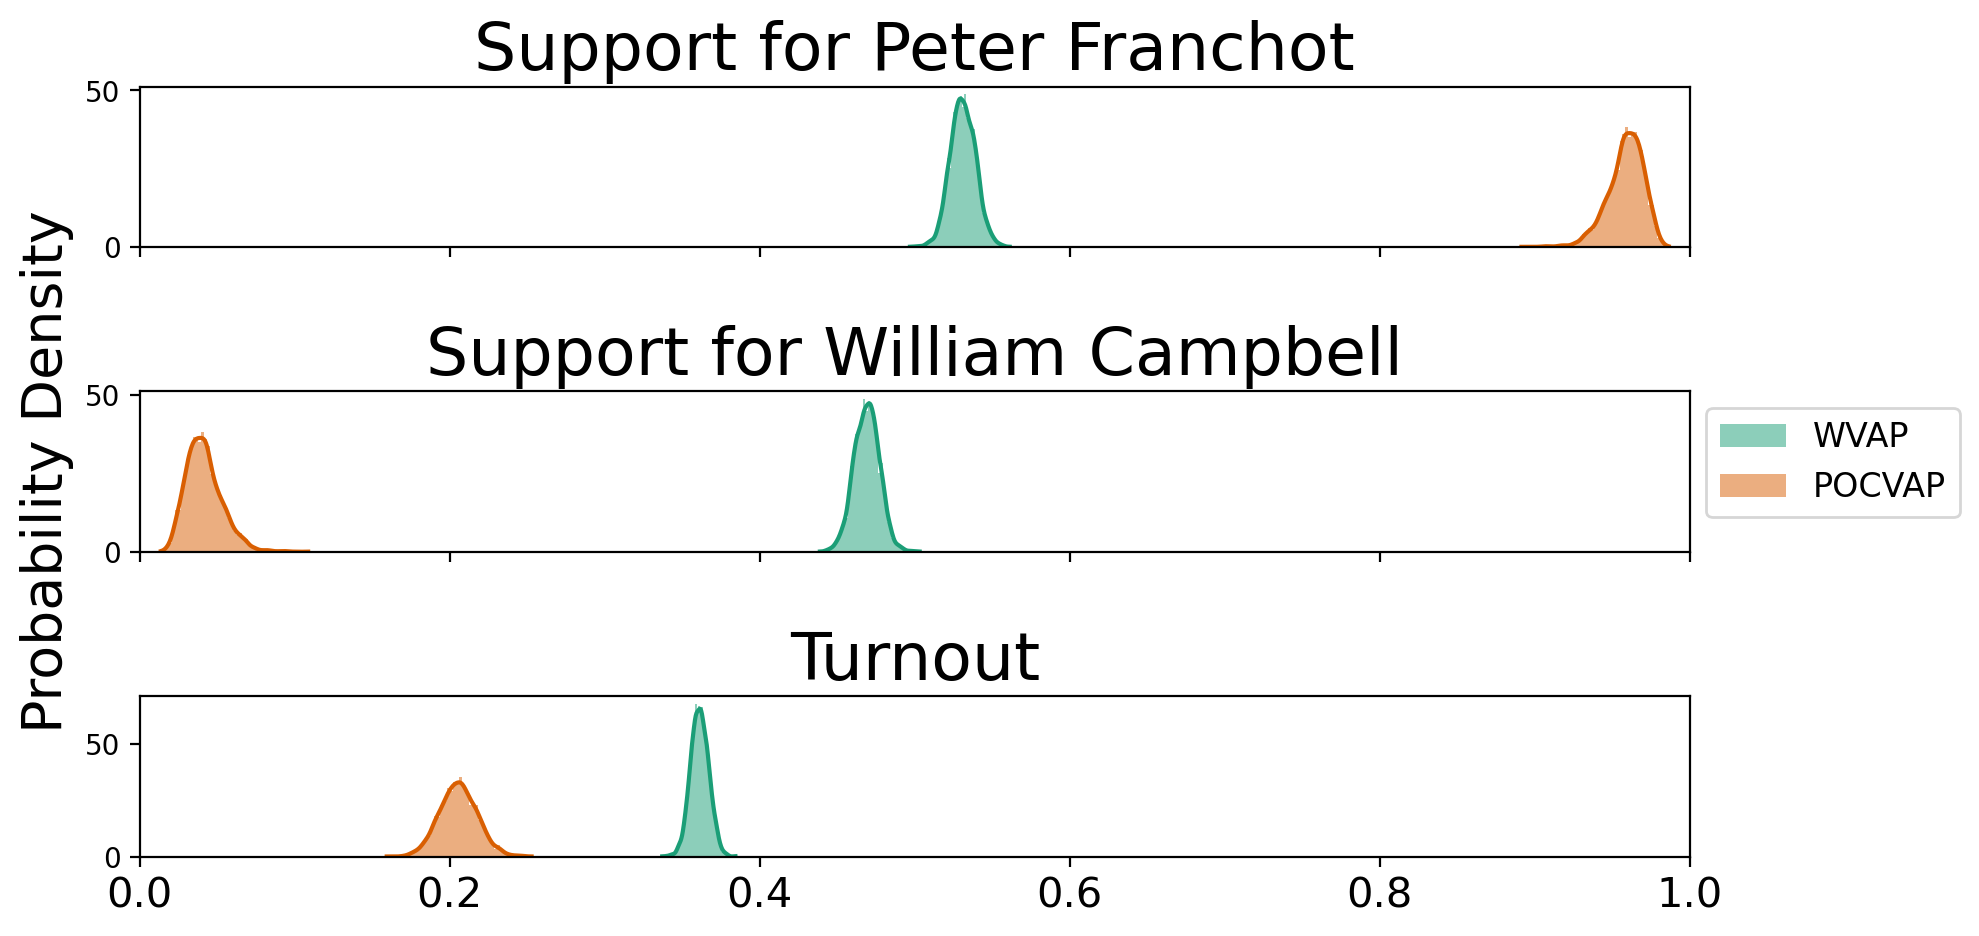 Support for Peter Franchot
50
0
Support for William Campbell
50
0
WVAP
POCVAP
Turnout
50
0
0.0 0.2 0.4 0.6 0.8 1.0
Probability Density